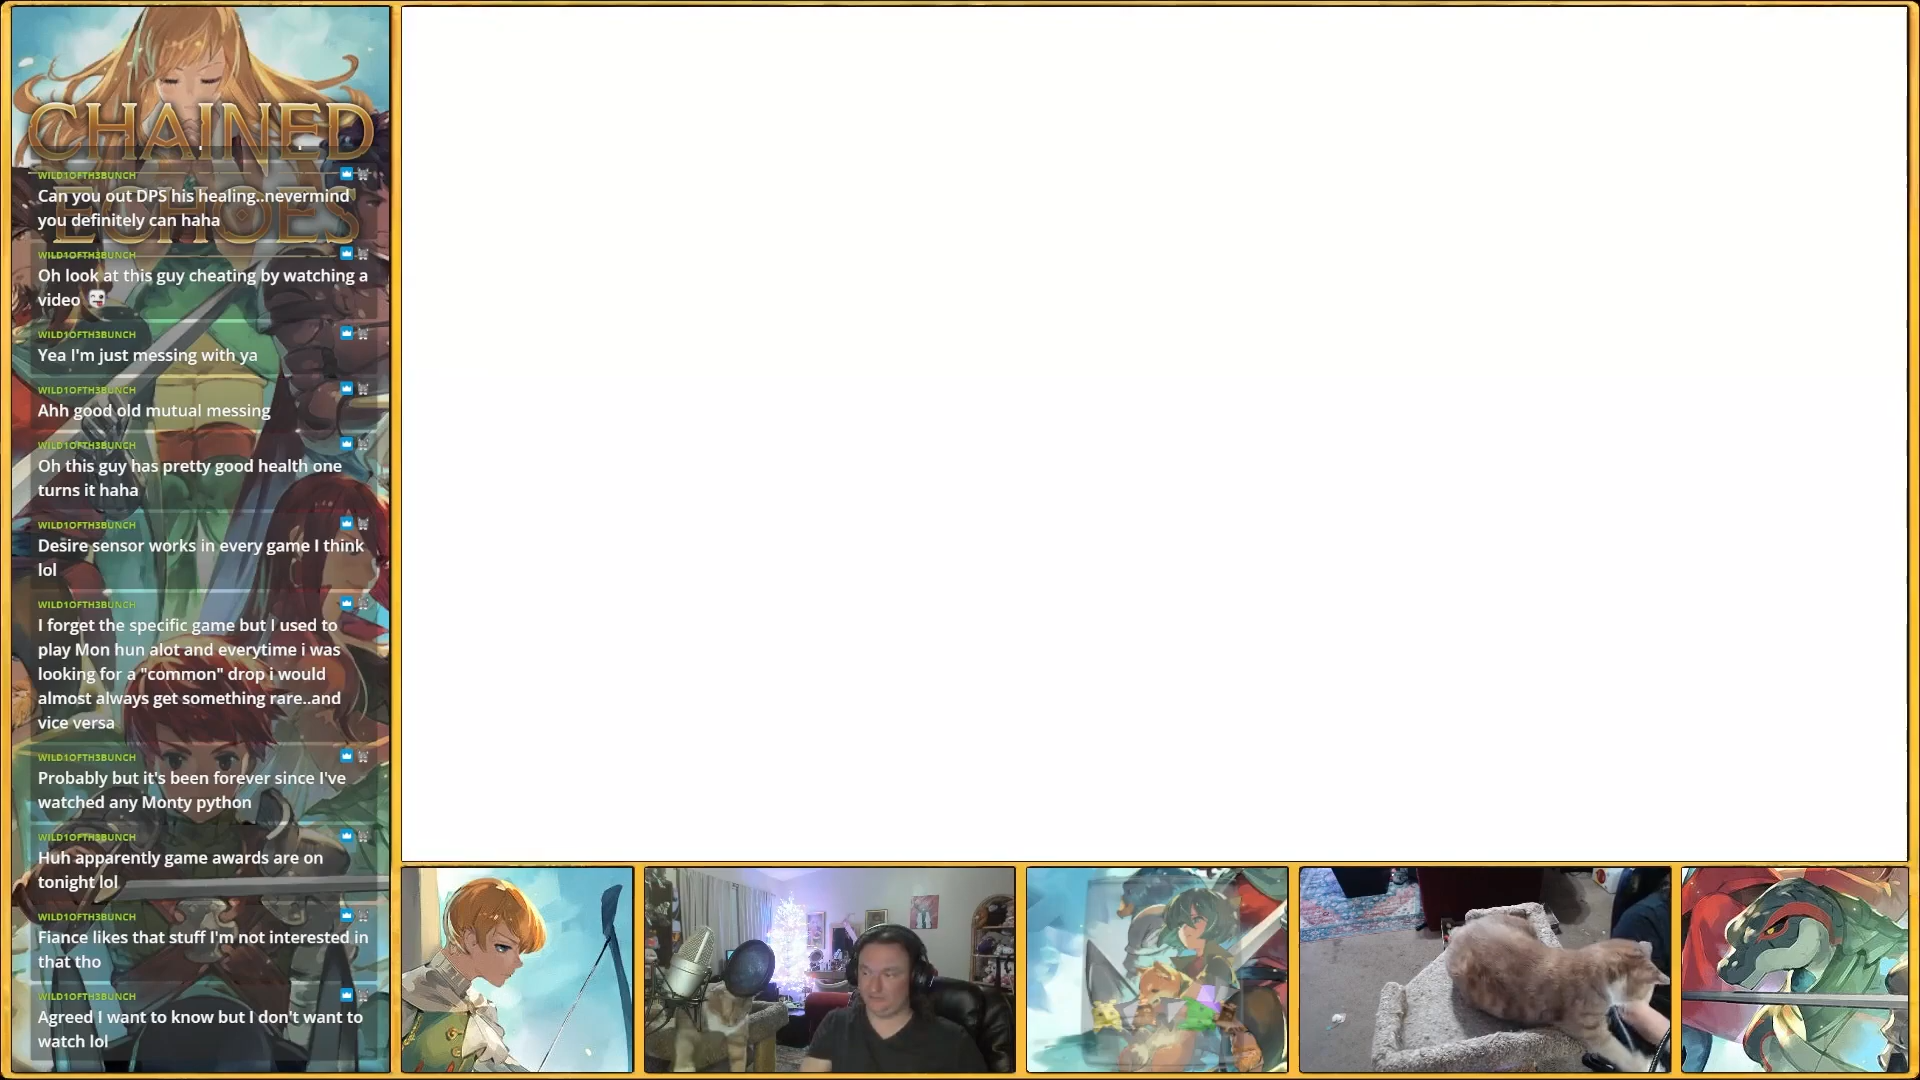 CHAINED
ECHOES
WILD1OFTH3BUNCH
Can you out DPS his healing..nevermind
you definitely can haha
WILD1OFTH3BUNCH
Oh look at this guy cheating by watching a
video
WILD1OFTH3BUNCH
Yea I'm just messing with ya
WILD1OFTH3BUNCH
Ahh good old mutual messing
WILD1OFTH3BUNCH
Oh this guy has pretty good health one
turns it haha
WILD1OFTH3BUNCH
Desire sensor works in every game I think
lol
WILD1OFTH3BUNCH
I forget the specific game but I used to
play Mon hun alot and everytime i was
looking for a "common" drop i would
almost always get something rare..and
vice versa
WILD1OFTH3BUNCH
Probably but it's been forever since I've
watched any Monty python
WILD1OFTH3BUNCH
Huh apparently game awards are on
tonight lol
WILD1OFTH3BUNCH
Fiance likes that stuff I'm not interested in
that tho
WILD1OFTH3BUNCH
Agreed I want to know but I don't want to
watch lol